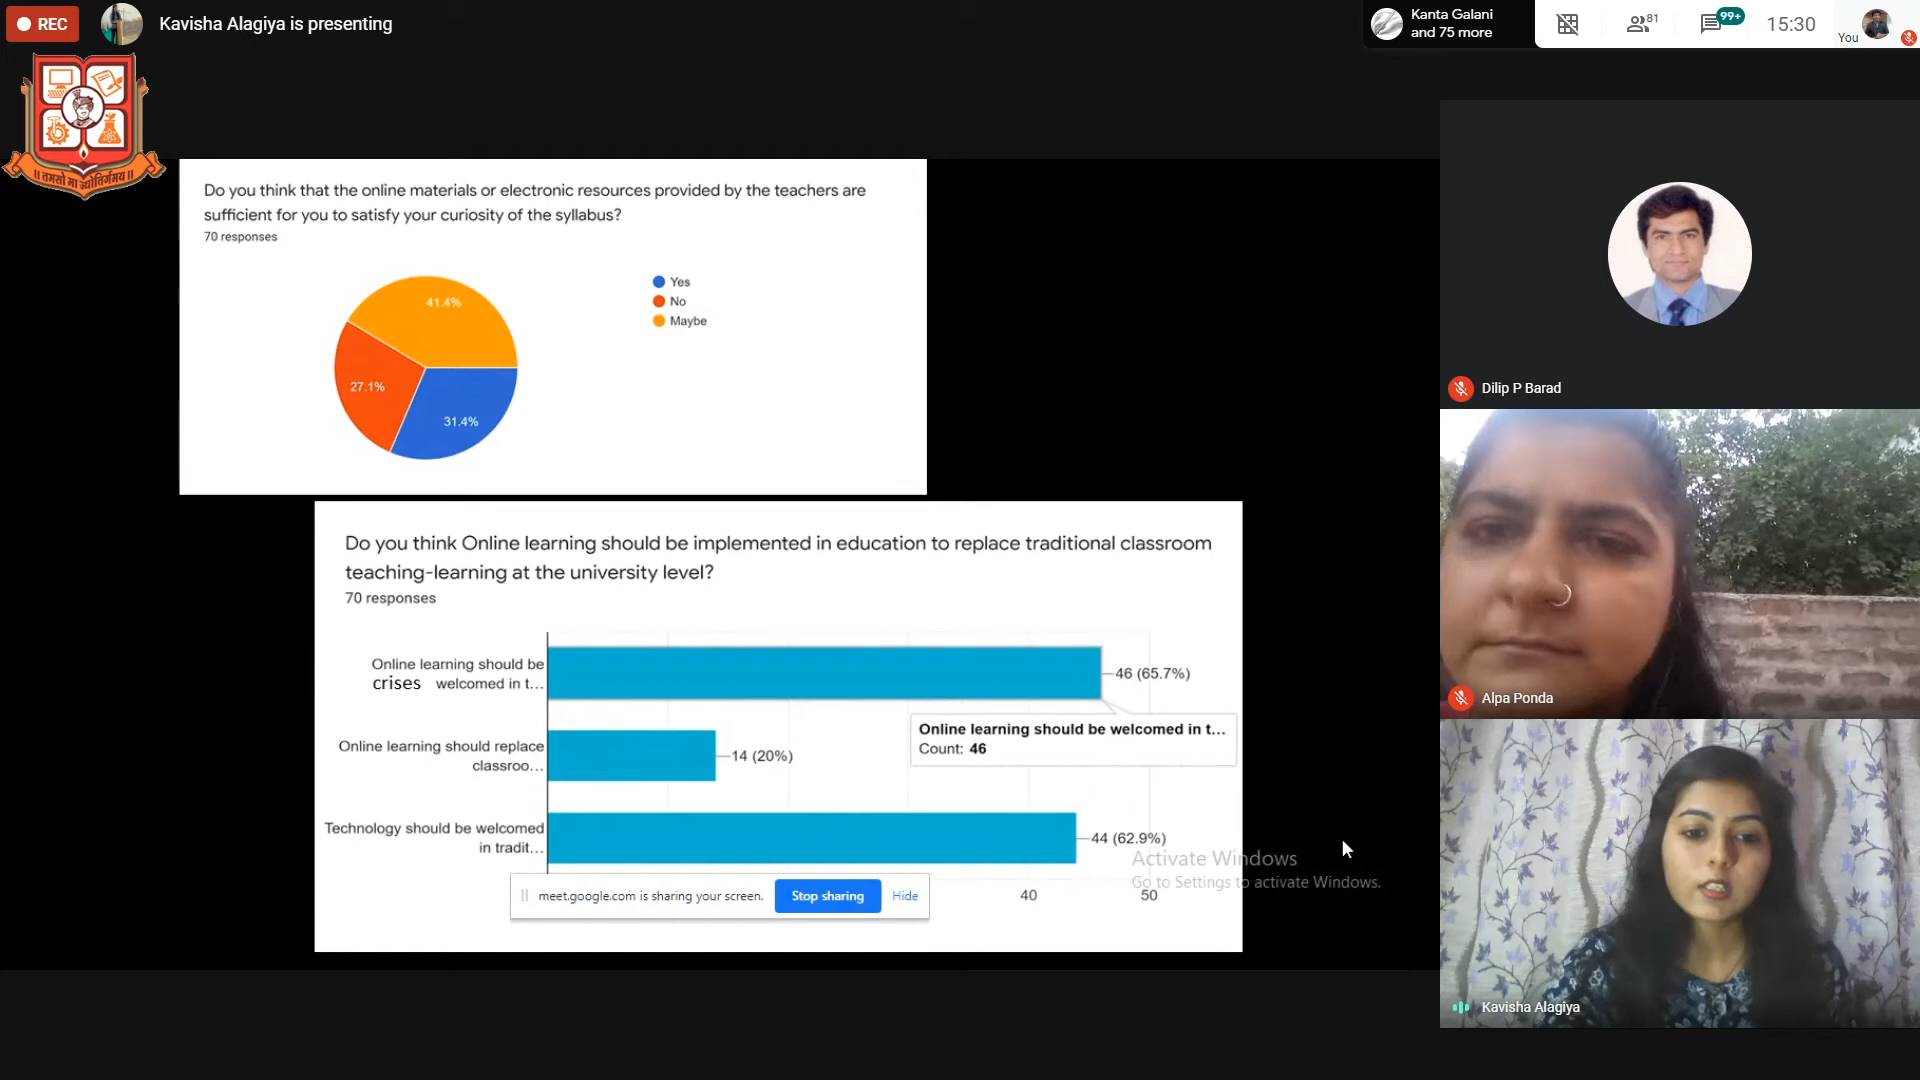 REC
Kavisha Alagiya is presenting
Kanta Galani
and 75 more
81
99+
15:30
You
॥ तमसो मा ज्योतिर्गमय ॥
Do you think that the online materials or electronic resources provided by the teachers are
sufficient for you to satisfy your curiosity of the syllabus?
70 responses
41.4%
27.1%
31.4%
Yes
No
Maybe
Dilip P Barad
Do you think Online learning should be implemented in education to replace traditional classroom
teaching-learning at the university level?
70 responses
Online learning should be
crises welcomed in t...
46 (65.7%)
Online learning should be welcomed in t...
Count: 46
Online learning should replace
classroo...
14 (20%)
Technology should be welcomed
in tradit...
44 (62.9%)
40
50
Alpa Ponda
Activate Windows
Go to Settings to activate Windows.
meet.google.com is sharing your screen.
Stop sharing
Hide
Kavisha Alagiya